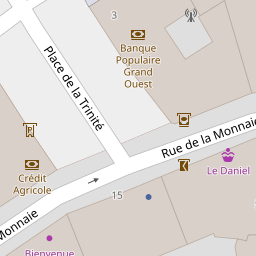 3
Banque
Populaire
Grand
Ouest
Place de la Trinité
Rue de la Monnaie
Le Daniel
Crédit
Agricole
15
Monnaie
Bienvenue